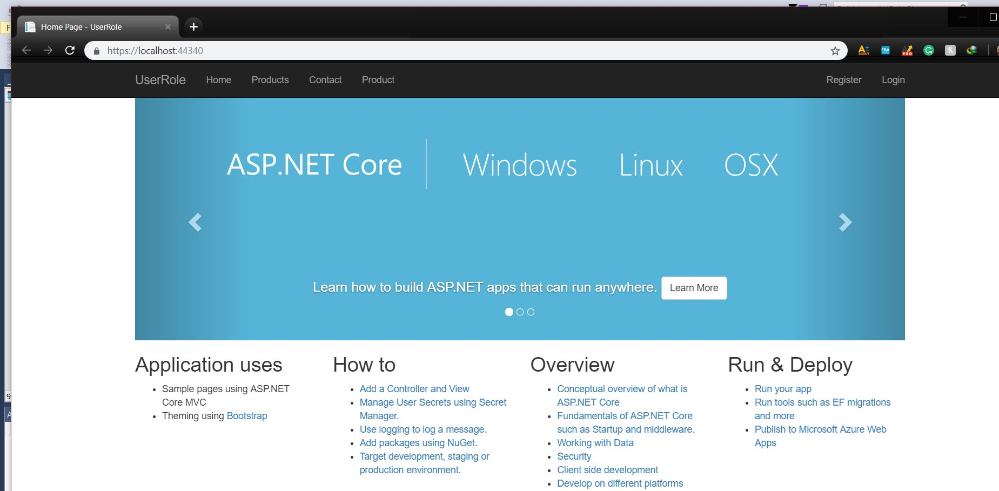 Home Page - UserRole
https://localhost:44340
A+
SCOUT
FBA
PRO
UserRole Home Products Contact Product Register Login
ASP.NET Core Windows Linux OSX
Learn how to build ASP.NET apps that can run anywhere. Learn More
Application uses
Sample pages using ASP.NET
Core MVC
Theming using Bootstrap
How to
Add a Controller and View
Manage User Secrets using Secret
Manager.
Use logging to log a message.
Add packages using NuGet.
Target development, staging or
production environment.
Overview
Conceptual overview of what is
ASP.NET Core
Fundamentals of ASP.NET Core
such as Startup and middleware.
Working with Data
Security
Client side development
Develop on different platforms
Run & Deploy
Run your app
Run tools such as EF migrations
and more
Publish to Microsoft Azure Web
Apps